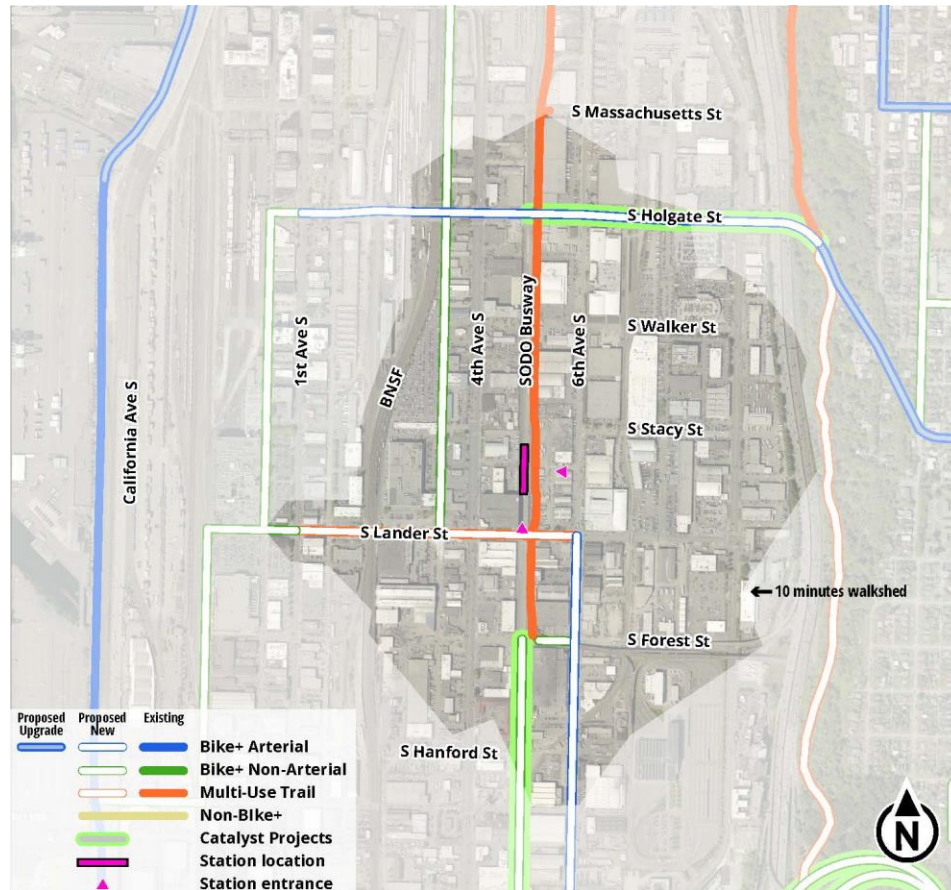 S Massachusetts St
S Holgate St
S Walker St
SODO Busway
4th Ave S
6th Ave S
1st Ave S
BNSF
California Ave S
S Stacy St
S Lander St
10 minutes walkshed
S Forest St
S Hanford St
Proposed Upgrade
Proposed New
Existing
Bike+ Arterial
Bike+ Non-Arterial
Multi-Use Trail
Non-BIke+
Catalyst Projects
Station location
Station entrance
N